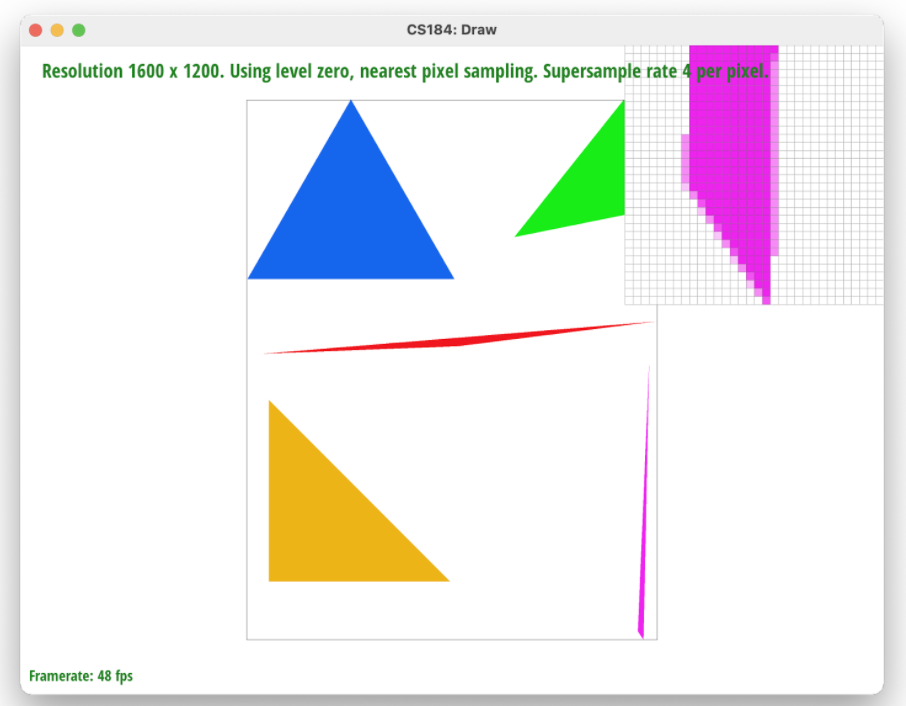 CS184: Draw
Resolution 1600 x 1200. Using level zero, nearest pixel sampling. Supersample rate 4 per pixel.
Framerate: 48 fps